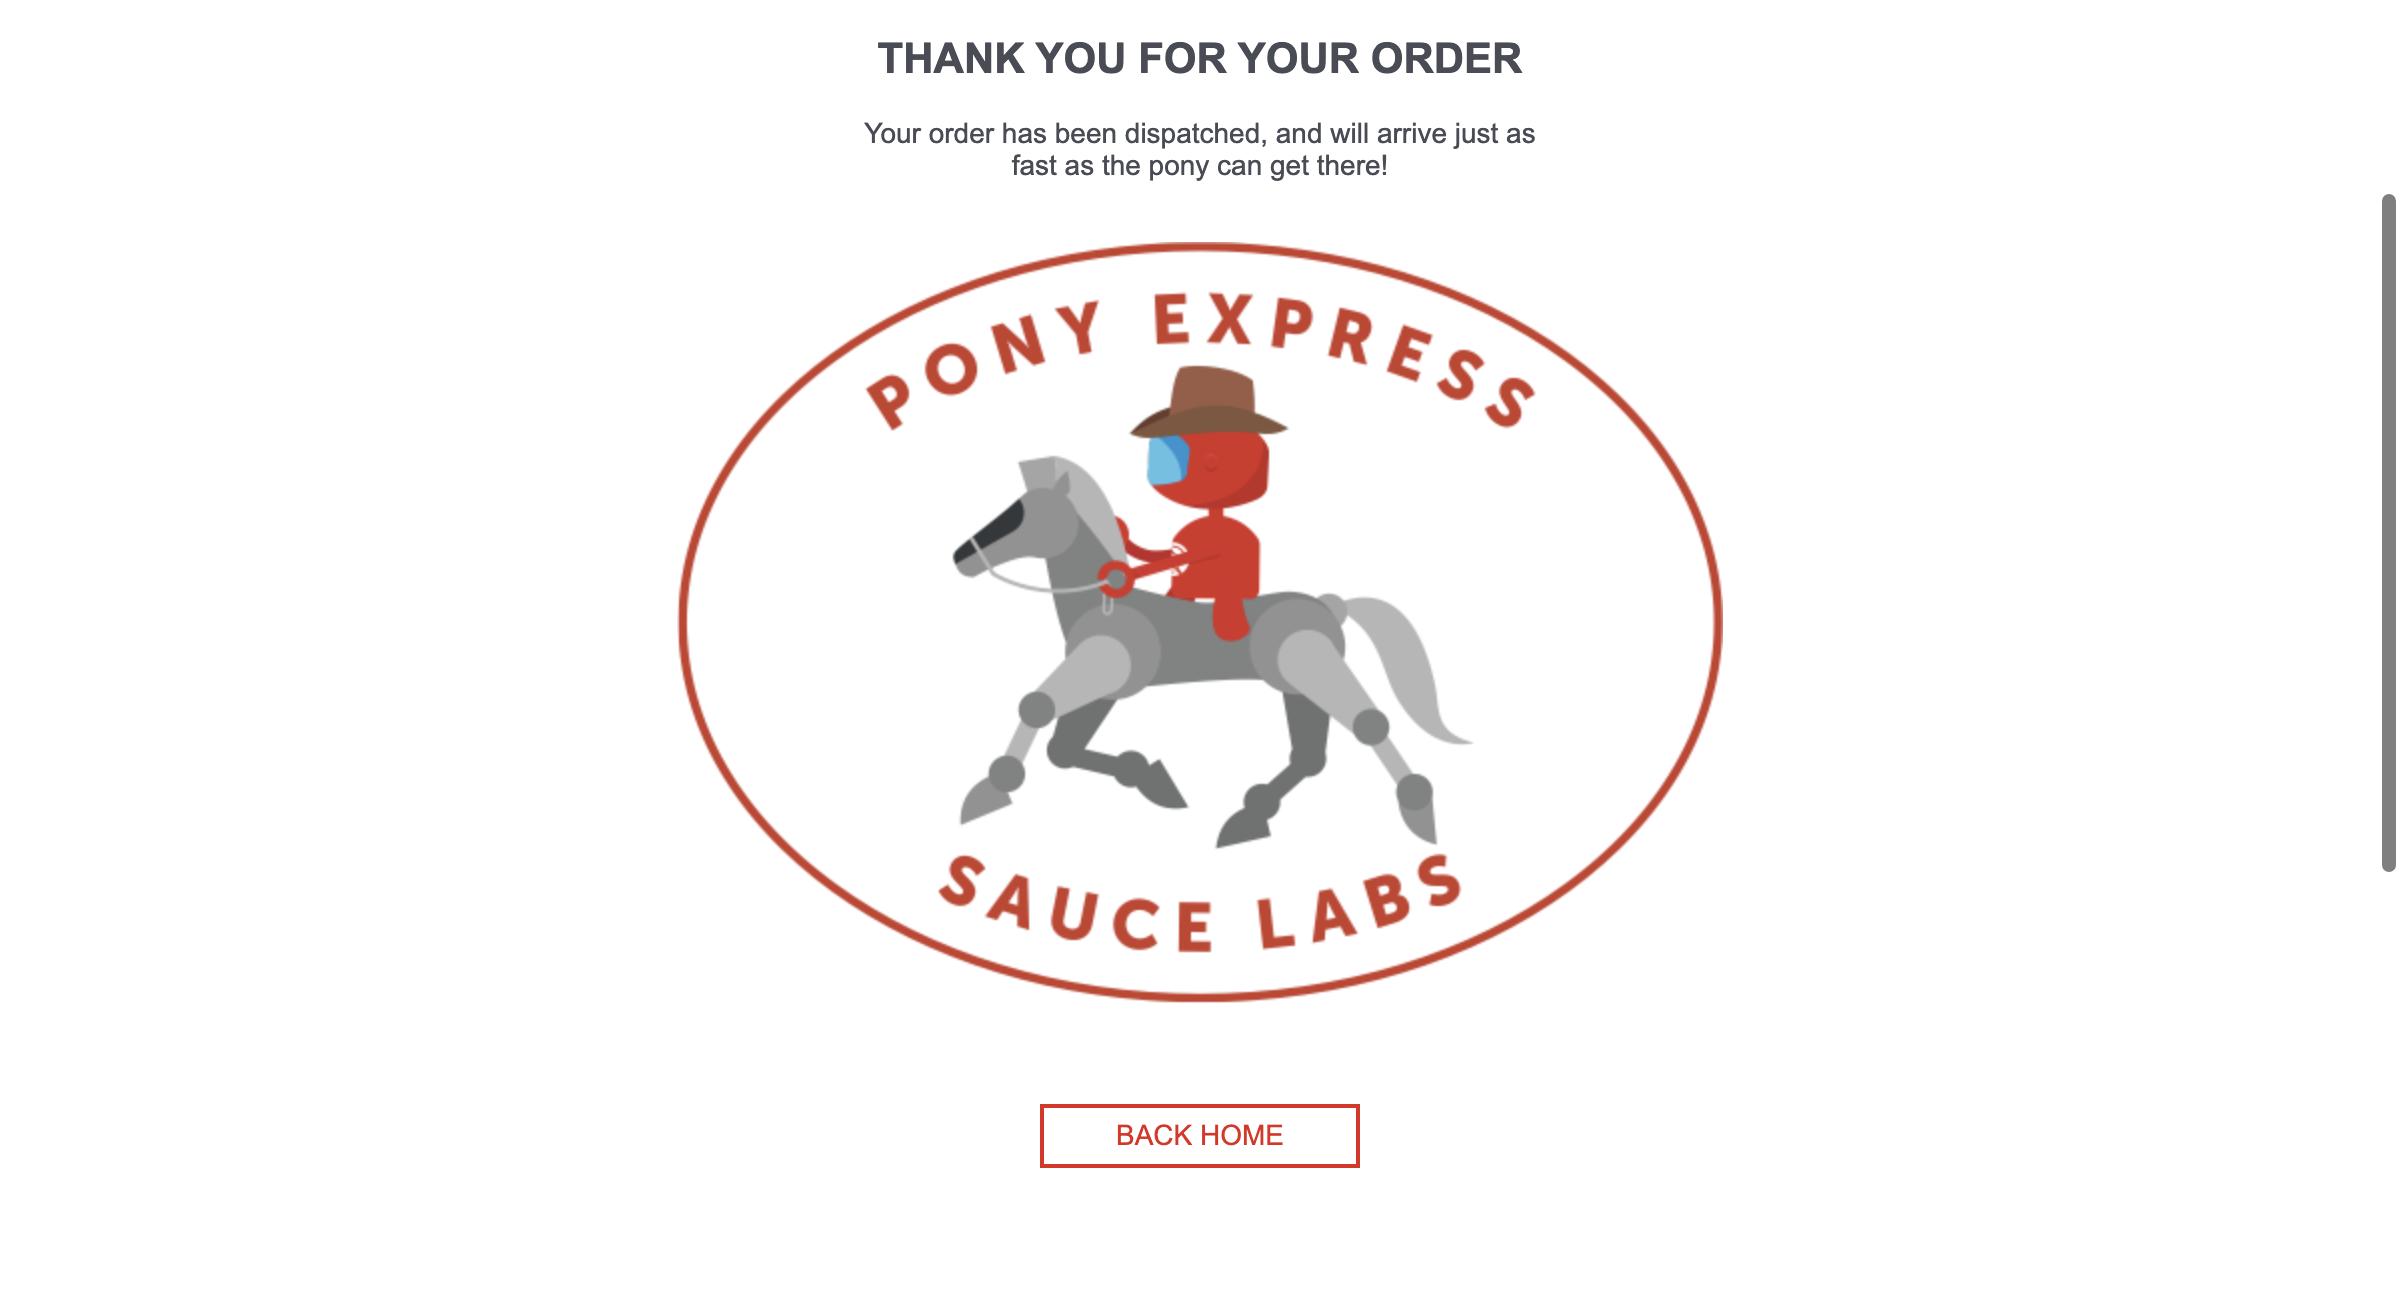 THANK YOU FOR YOUR ORDER
Your order has been dispatched, and will arrive just as
fast as the pony can get there!
PONY EXPRESS
SAUCE LABS
BACK HOME